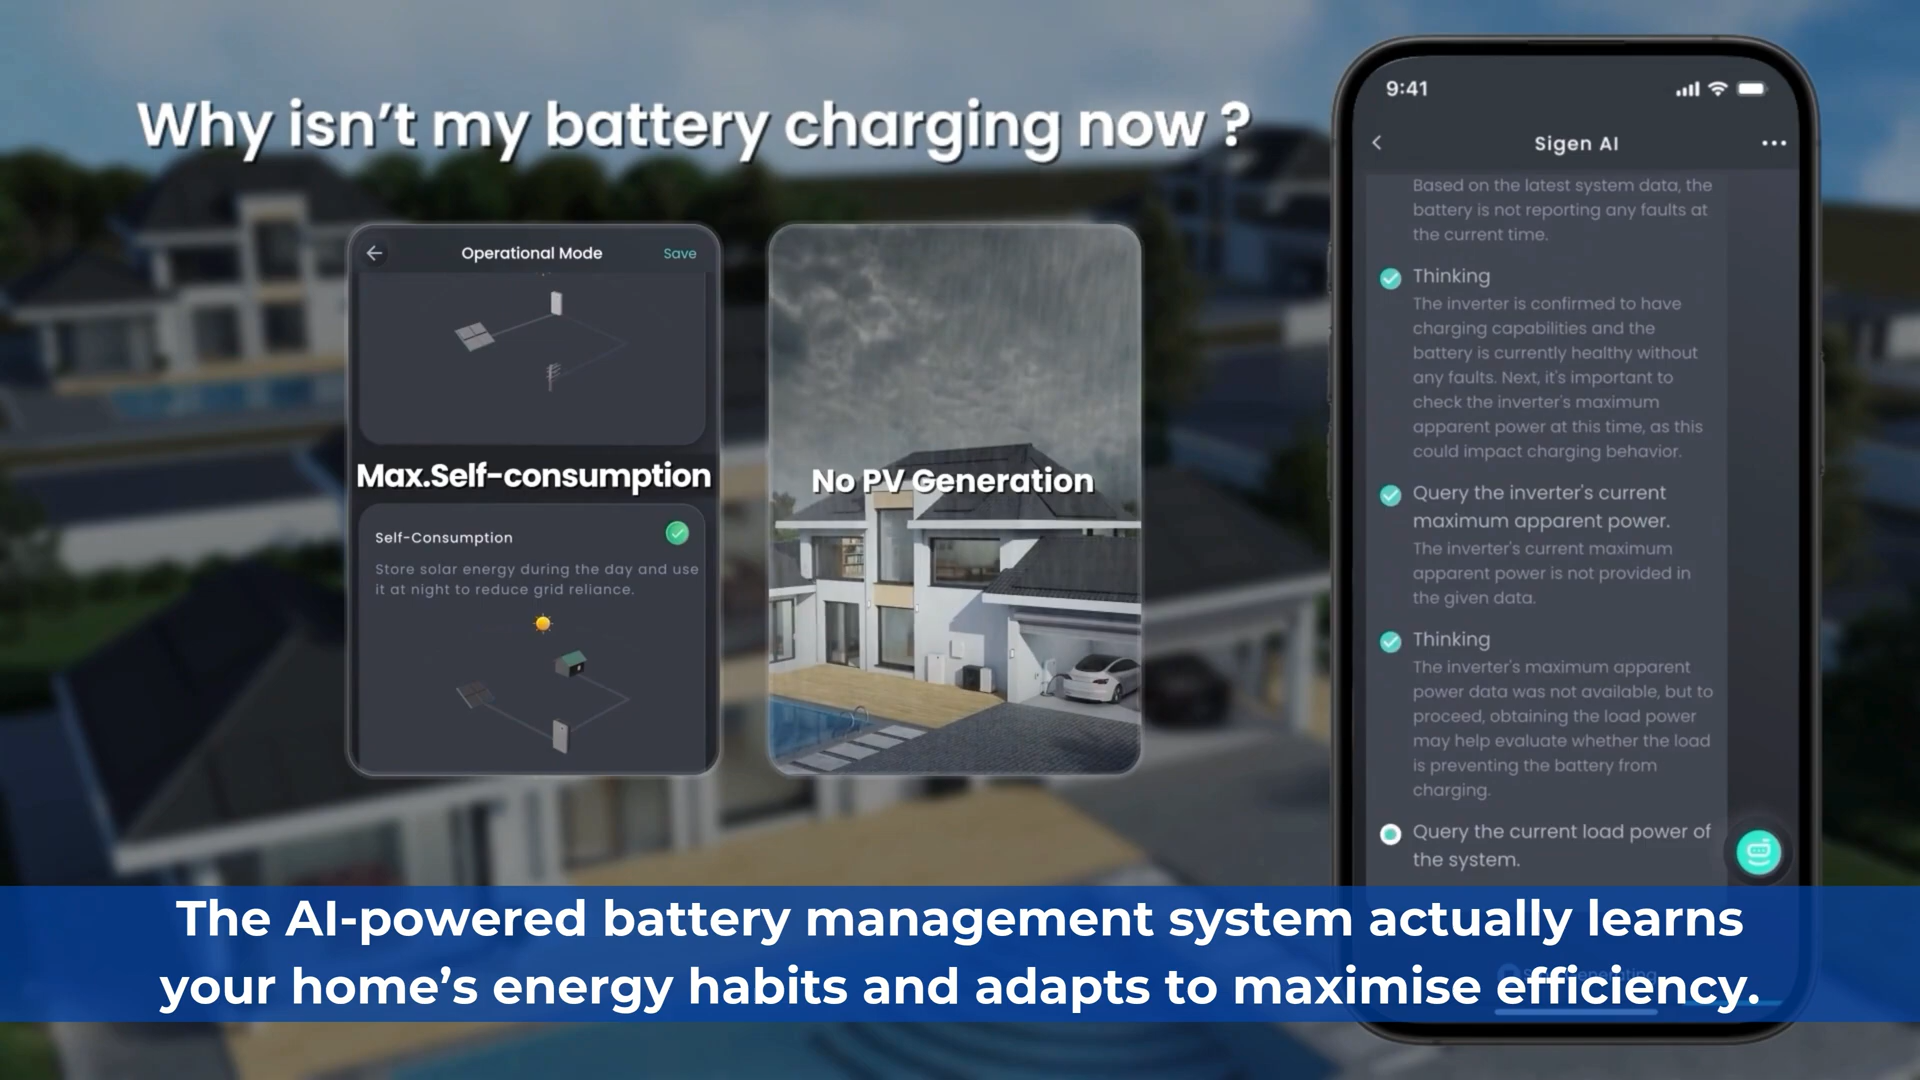 Why isn't my battery charging now ?
Operational Mode
Save
Max.Self-consumption
Self-Consumption
Store solar energy during the day and use
it at night to reduce grid reliance.
No PV Generation
9:41
Sigen AI
Based on the latest system data, the
battery is not reporting any faults at
the current time.
Thinking
The inverter is confirmed to have
charging capabilities and the
battery is currently healthy without
any faults. Next, it's important to
check the inverter's maximum
apparent power at this time, as this
could impact charging behavior.
Query the inverter's current
maximum apparent power.
The inverter's current maximum
apparent power is not provided in
the given data.
Thinking
The inverter's maximum apparent
power data was not available, but to
proceed, obtaining the load power
may help evaluate whether the load
is preventing the battery from
charging.
Query the current load power of
the system.
The AI-powered battery management system actually learns
your home's energy habits and adapts to maximise efficiency.